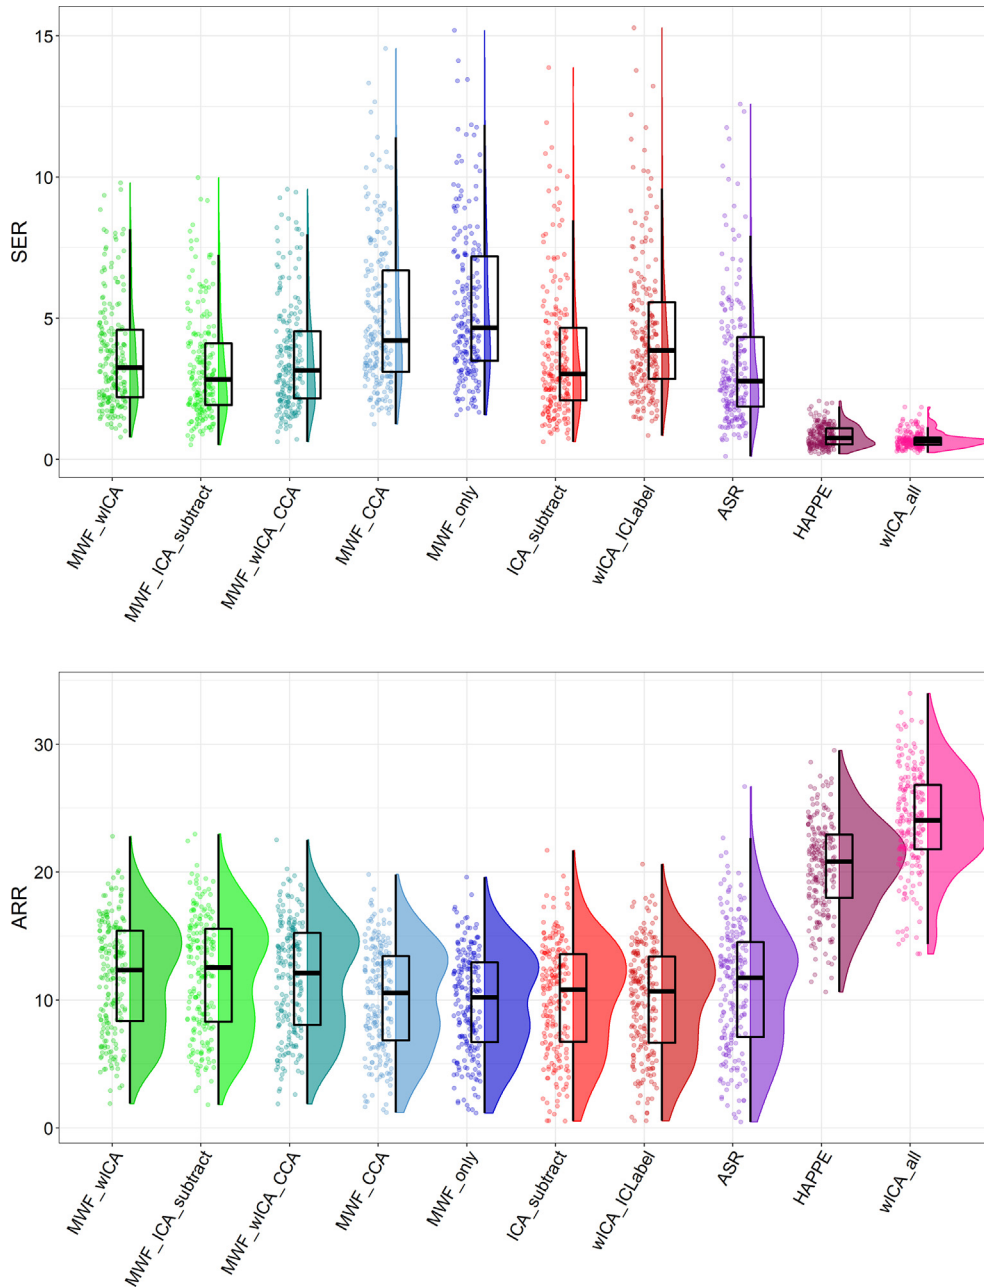 15
10
5
0
SER
MWF_wICA
MWF_ICA_subtract
MWF_wICA_CCA
MWF_CCA
MWF_only
ICA_subtract
wICA_ICLabel
ASR
HAPPE
wICA_all
30
20
10
0
ARR
MWF_wICA
MWF_ICA_subtract
MWF_wICA_CCA
MWF_CCA
MWF_only
ICA_subtract
wICA_ICLabel
ASR
HAPPE
wICA_all